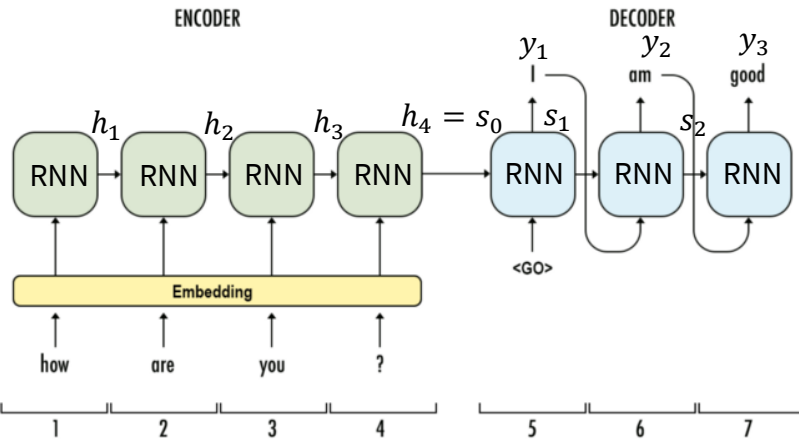 ENCODER DECODER
y₁ y₂ y₃
I am good
h₁ h₂ h₃ h₄ = s₀ s₁ s₂
RNN RNN RNN RNN RNN RNN RNN
<GO>
Embedding
how are you ?
1 2 3 4 5 6 7